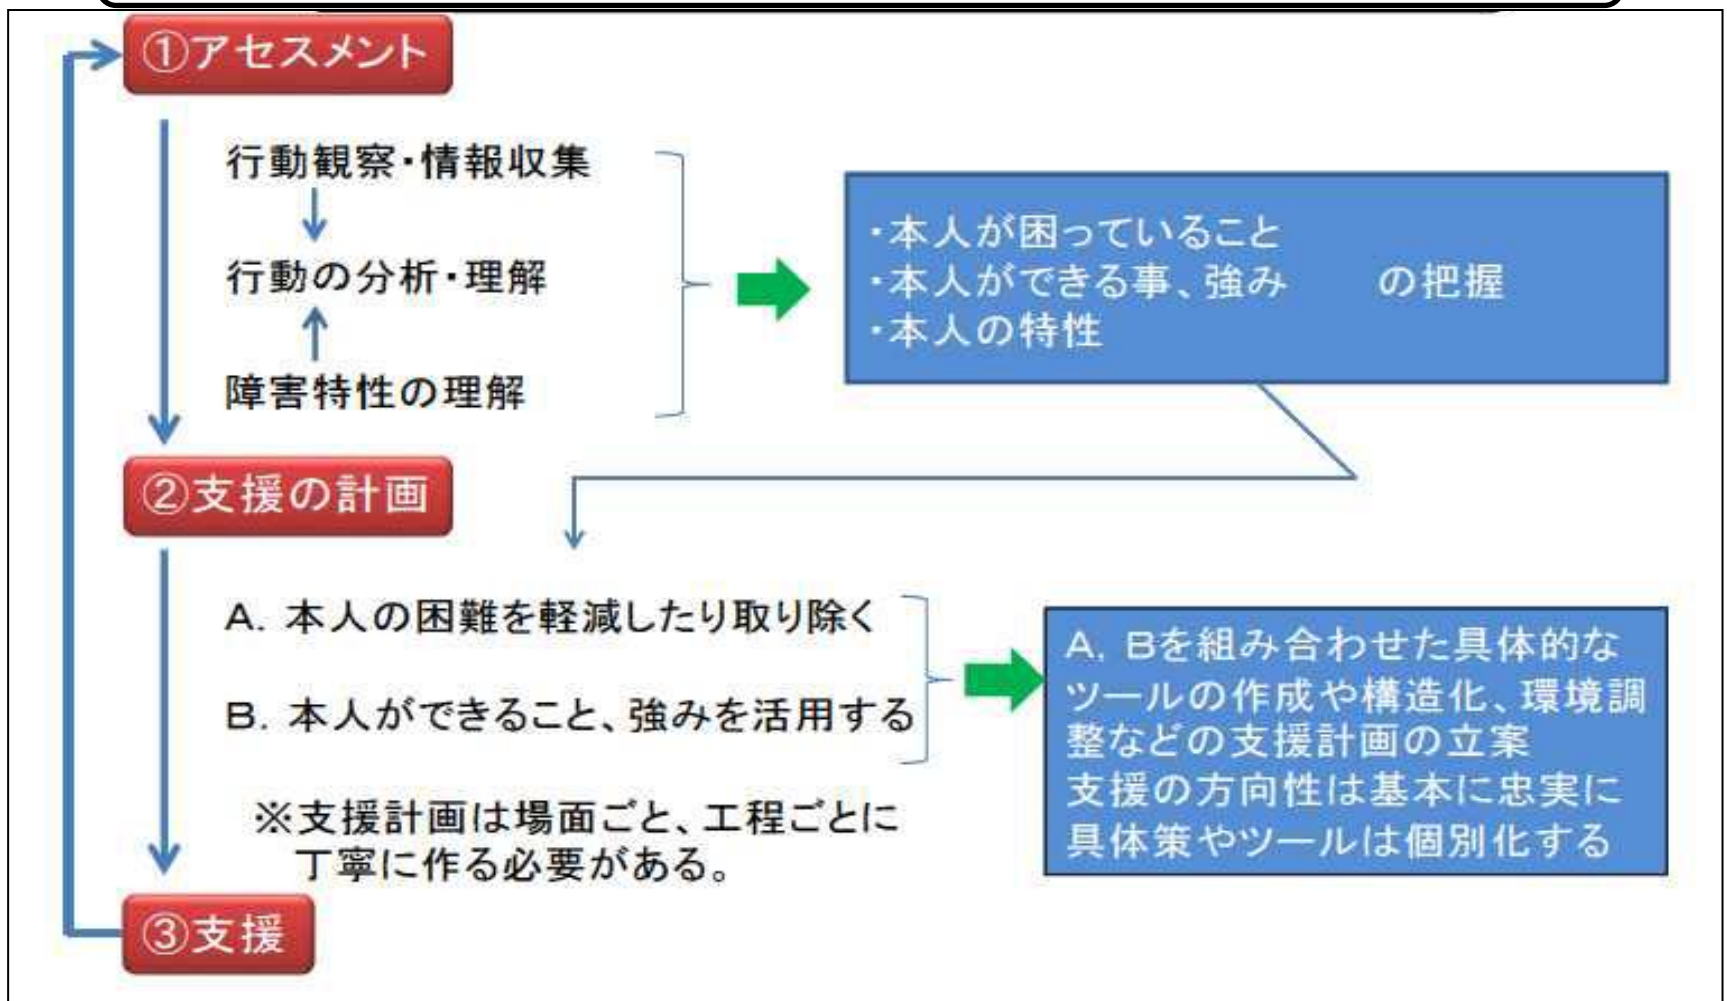 ①アセスメント
行動観察・情報収集
行動の分析・理解
障害特性の理解
・本人が困っていること
・本人ができる事、強み　　の把握
・本人の特性
②支援の計画
A．本人の困難を軽減したり取り除く
B．本人ができること、強みを活用する
※支援計画は場面ごと、工程ごとに
丁寧に作る必要がある。
A，Bを組み合わせた具体的な
ツールの作成や構造化、環境調
整などの支援計画の立案
支援の方向性は基本に忠実に
具体策やツールは個別化する
③支援